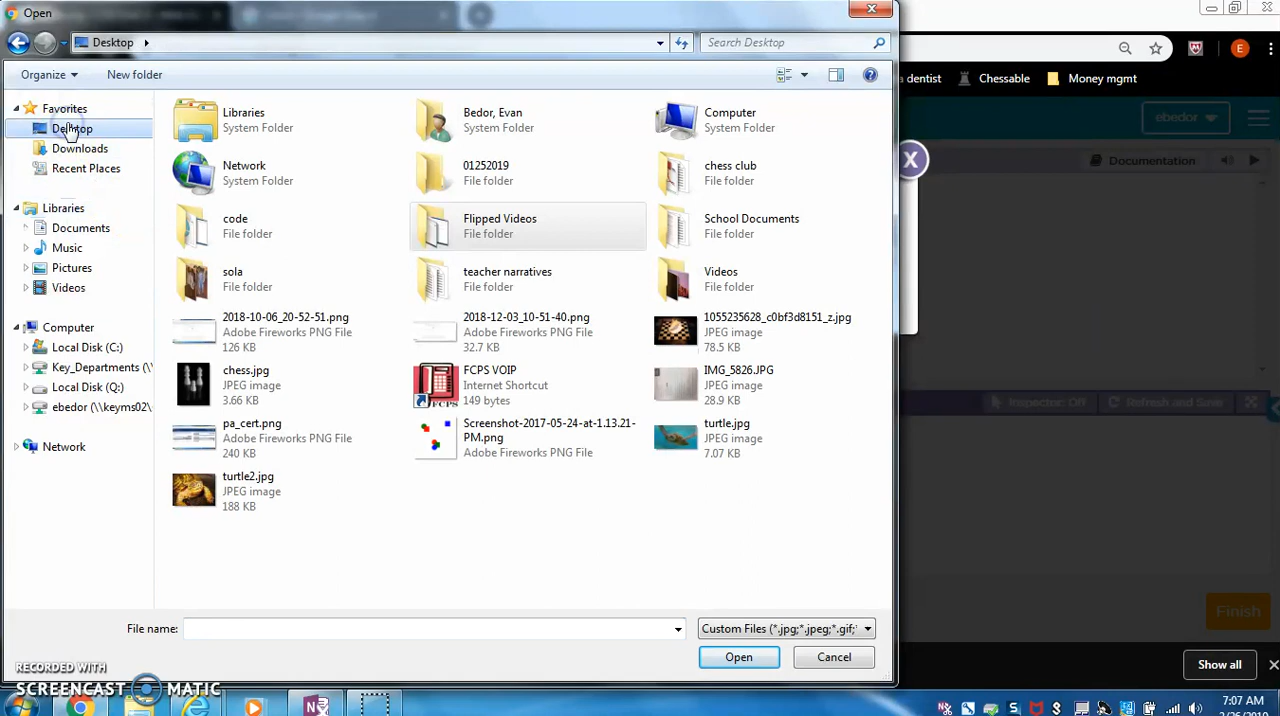 Open
Desktop
Search Desktop
Organize
New folder
Favorites
Desktop
Downloads
Recent Places
Libraries
Documents
Music
Pictures
Videos
Computer
Local Disk (C:)
Key_Departments (\\
Local Disk (Q:)
ebedor (\\keyms02\
Network
Libraries
System Folder
Bedor, Evan
System Folder
Computer
System Folder
Network
System Folder
01252019
File folder
chess club
File folder
code
File folder
Flipped Videos
File folder
School Documents
File folder
sola
File folder
teacher narratives
File folder
Videos
File folder
2018-10-06_20-52-51.png
Adobe Fireworks PNG File
126 KB
2018-12-03_10-51-40.png
Adobe Fireworks PNG File
32.7 KB
1055235628_c0bf3d8151_z.jpg
JPEG image
78.5 KB
chess.jpg
JPEG image
3.66 KB
FCPS VOIP
Internet Shortcut
149 bytes
IMG_5826.JPG
JPEG image
28.9 KB
pa_cert.png
Adobe Fireworks PNG File
240 KB
Screenshot-2017-05-24-at-1.13.21-
PM.png
Adobe Fireworks PNG File
turtle.jpg
JPEG image
7.07 KB
turtle2.jpg
JPEG image
188 KB
File name:
Custom Files (*.jpg;*.jpeg;*.gif;*
Open
Cancel
E
a dentist
Chessable
Money mgmt
ebedor
X
Documentation
Inspector: Off
Refresh and Save
Finish
Show all
RECORDED WITH
SCREENCAST MATIC
7:07 AM